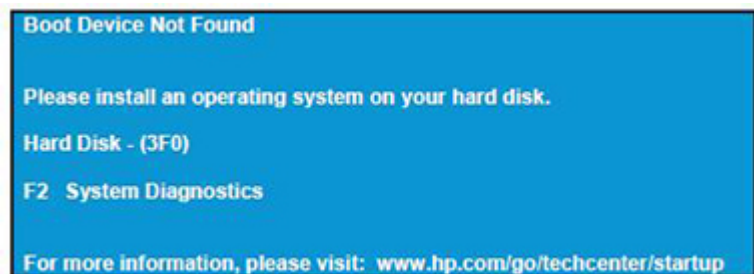 Boot Device Not Found
Please install an operating system on your hard disk.
Hard Disk - (3F0)
F2 System Diagnostics
For more information, please visit: www.hp.com/go/techcenter/startup